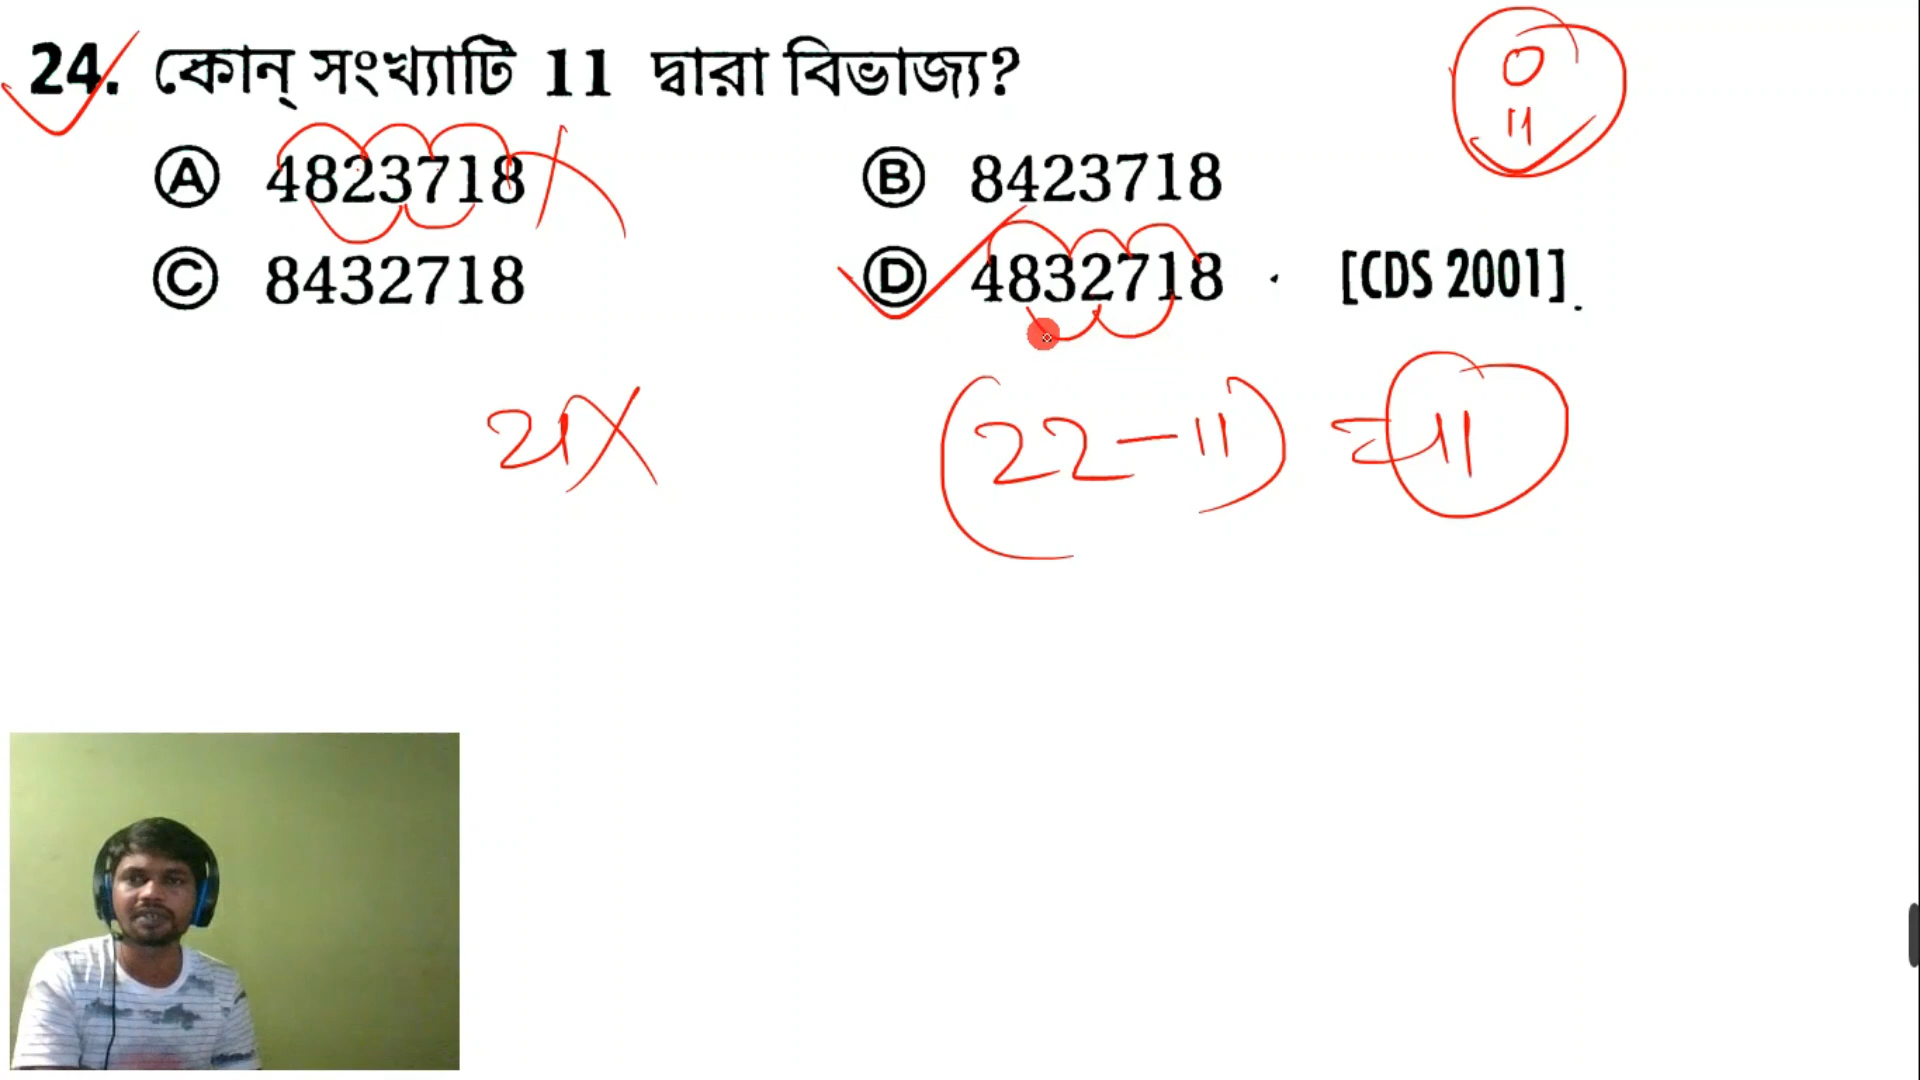 24. কোন্ সংখ্যাটি 11 দ্বারা বিভাজ্য?
0
11
Ⓐ 4823718 Ⓑ 8423718
Ⓒ 8432718 Ⓓ 4832718 [CDS 2001]
21 (22-11) = 11